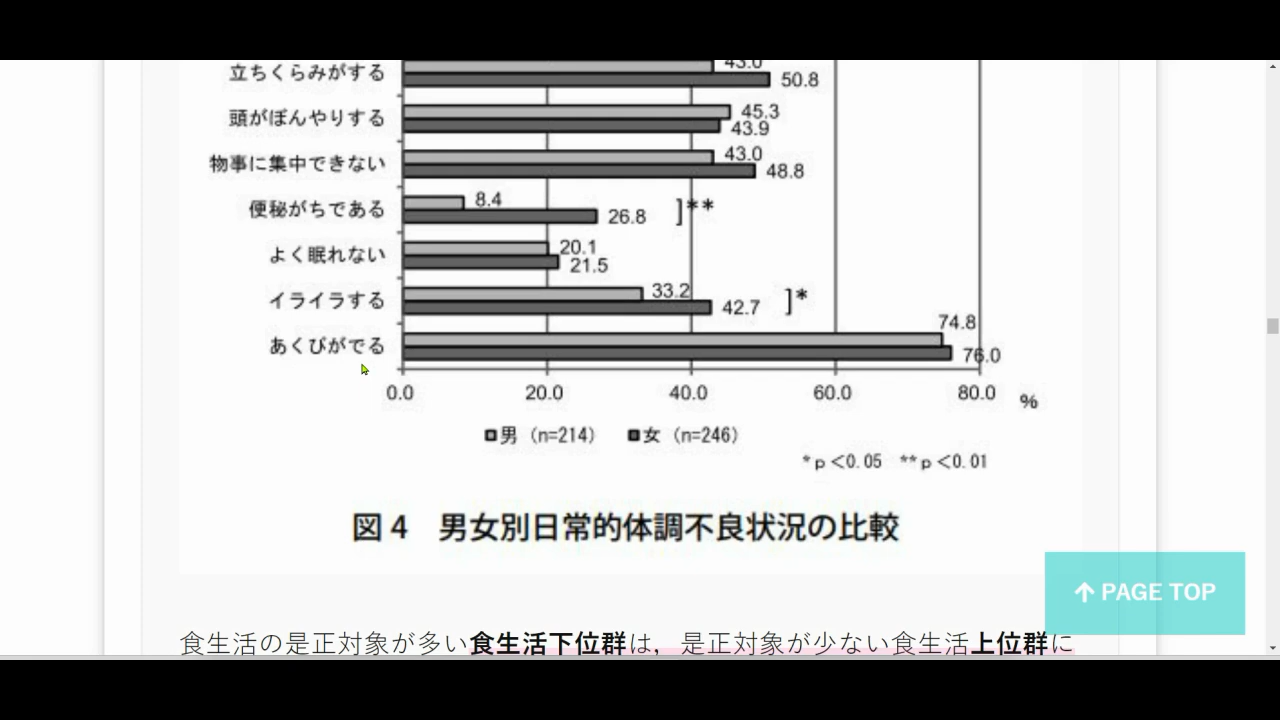 立ちくらみがする 43.0
50.8
頭がぼんやりする 45.3
43.9
物事に集中できない 43.0
48.8
便秘がちである 8.4
26.8 ]**
よく眠れない 20.1
21.5
イライラする 33.2
42.7 ]*
あくびがでる 74.8
76.0
0.0 20.0 40.0 60.0 80.0 %
男 (n=214) 女 (n=246)
*p<0.05 **p<0.01
図4 男女別日常的体調不良状況の比較
↑ PAGE TOP
食生活の是正対象が多い食生活下位群は，是正対象が少ない食生活上位群に